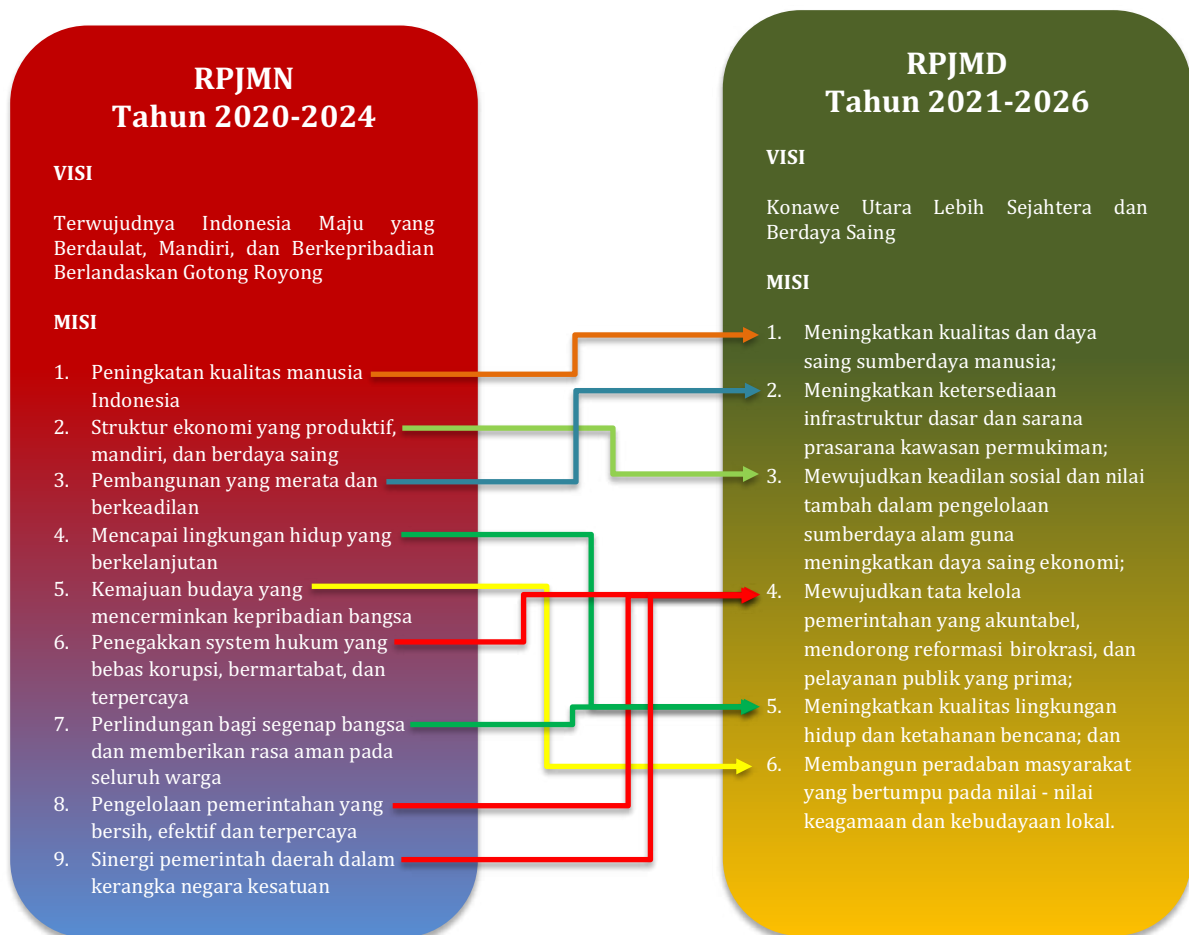 RPJMN
Tahun 2020-2024
VISI
Terwujudnya Indonesia Maju yang
Berdaulat, Mandiri, dan Berkepribadian
Berlandaskan Gotong Royong
MISI
1. Peningkatan kualitas manusia
Indonesia
2. Struktur ekonomi yang produktif,
mandiri, dan berdaya saing
3. Pembangunan yang merata dan
berkeadilan
4. Mencapai lingkungan hidup yang
berkelanjutan
5. Kemajuan budaya yang
mencerminkan kepribadian bangsa
6. Penegakkan system hukum yang
bebas korupsi, bermartabat, dan
terpercaya
7. Perlindungan bagi segenap bangsa
dan memberikan rasa aman pada
seluruh warga
8. Pengelolaan pemerintahan yang
bersih, efektif dan terpercaya
9. Sinergi pemerintah daerah dalam
kerangka negara kesatuan
RPJMD
Tahun 2021-2026
VISI
Konawe Utara Lebih Sejahtera dan
Berdaya Saing
MISI
1. Meningkatkan kualitas dan daya
saing sumberdaya manusia;
2. Meningkatkan ketersediaan
infrastruktur dasar dan sarana
prasarana kawasan permukiman;
3. Mewujudkan keadilan sosial dan nilai
tambah dalam pengelolaan
sumberdaya alam guna
meningkatkan daya saing ekonomi;
4. Mewujudkan tata kelola
pemerintahan yang akuntabel,
mendorong reformasi birokrasi, dan
pelayanan publik yang prima;
5. Meningkatkan kualitas lingkungan
hidup dan ketahanan bencana; dan
6. Membangun peradaban masyarakat
yang bertumpu pada nilai - nilai
keagamaan dan kebudayaan lokal.